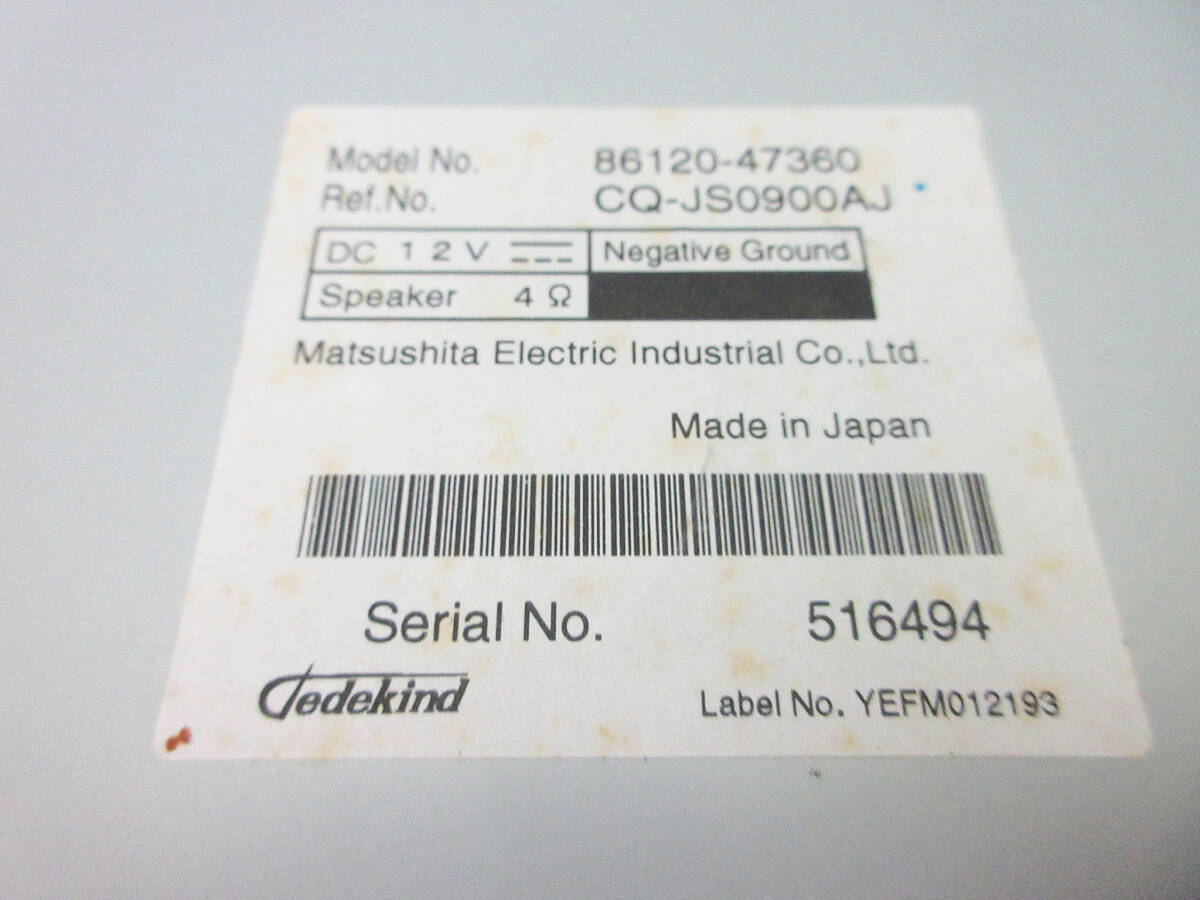 Model No. 86120-47360
Ref.No. CQ-JS0900AJ
DC 12V Negative Ground
Speaker 4Ω
Matsushita Electric Industrial Co.,Ltd.
Made in Japan
Serial No. 516494
Gedekind Label No. YEFM012193